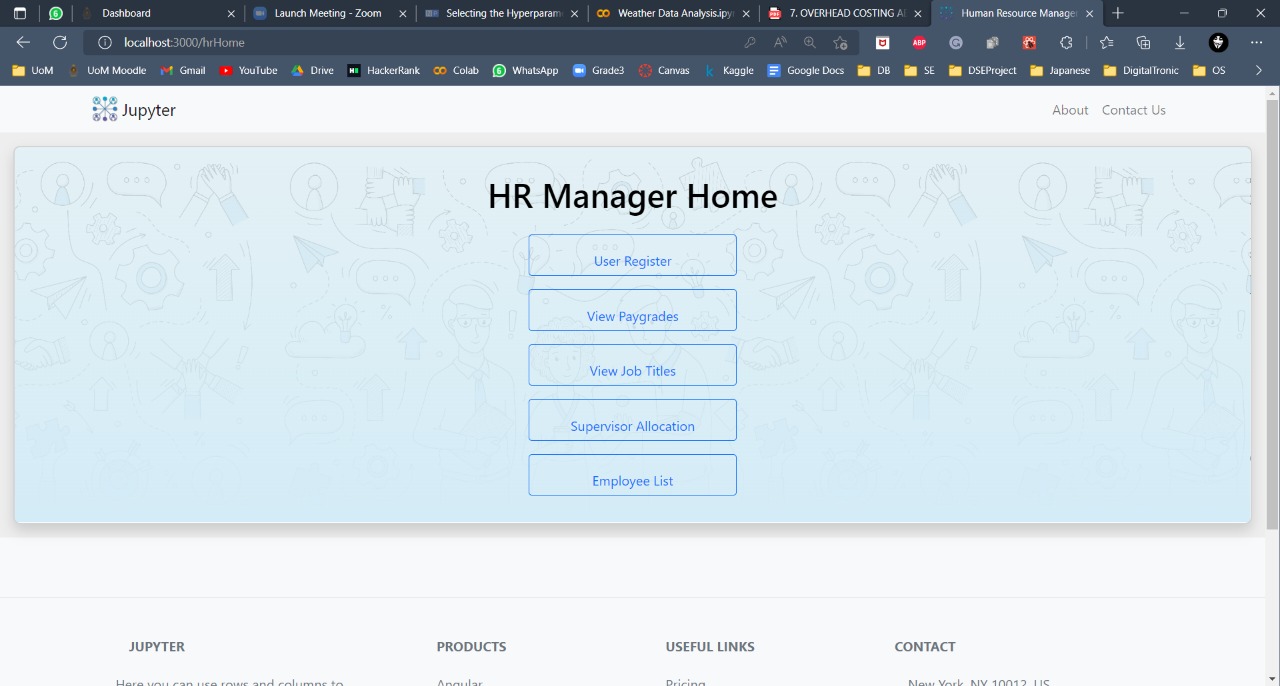 Dashboard
Launch Meeting - Zoom
Selecting the Hyperparam
Weather Data Analysis.ipy
7. OVERHEAD COSTING A
Human Resource Manage
localhost:3000/hrHome
ABP
UoM
UoM Moodle
Gmail
YouTube
Drive
HackerRank
Colab
WhatsApp
Grade3
Canvas
Kaggle
Google Docs
DB
SE
DSEProject
Japanese
DigitalTronic
OS
Jupyter
About
Contact Us
HR Manager Home
User Register
View Paygrades
View Job Titles
Supervisor Allocation
Employee List
JUPYTER
PRODUCTS
USEFUL LINKS
CONTACT
Here you can use rows and columns to
Angular
Pricing
New York, NY 10012, US